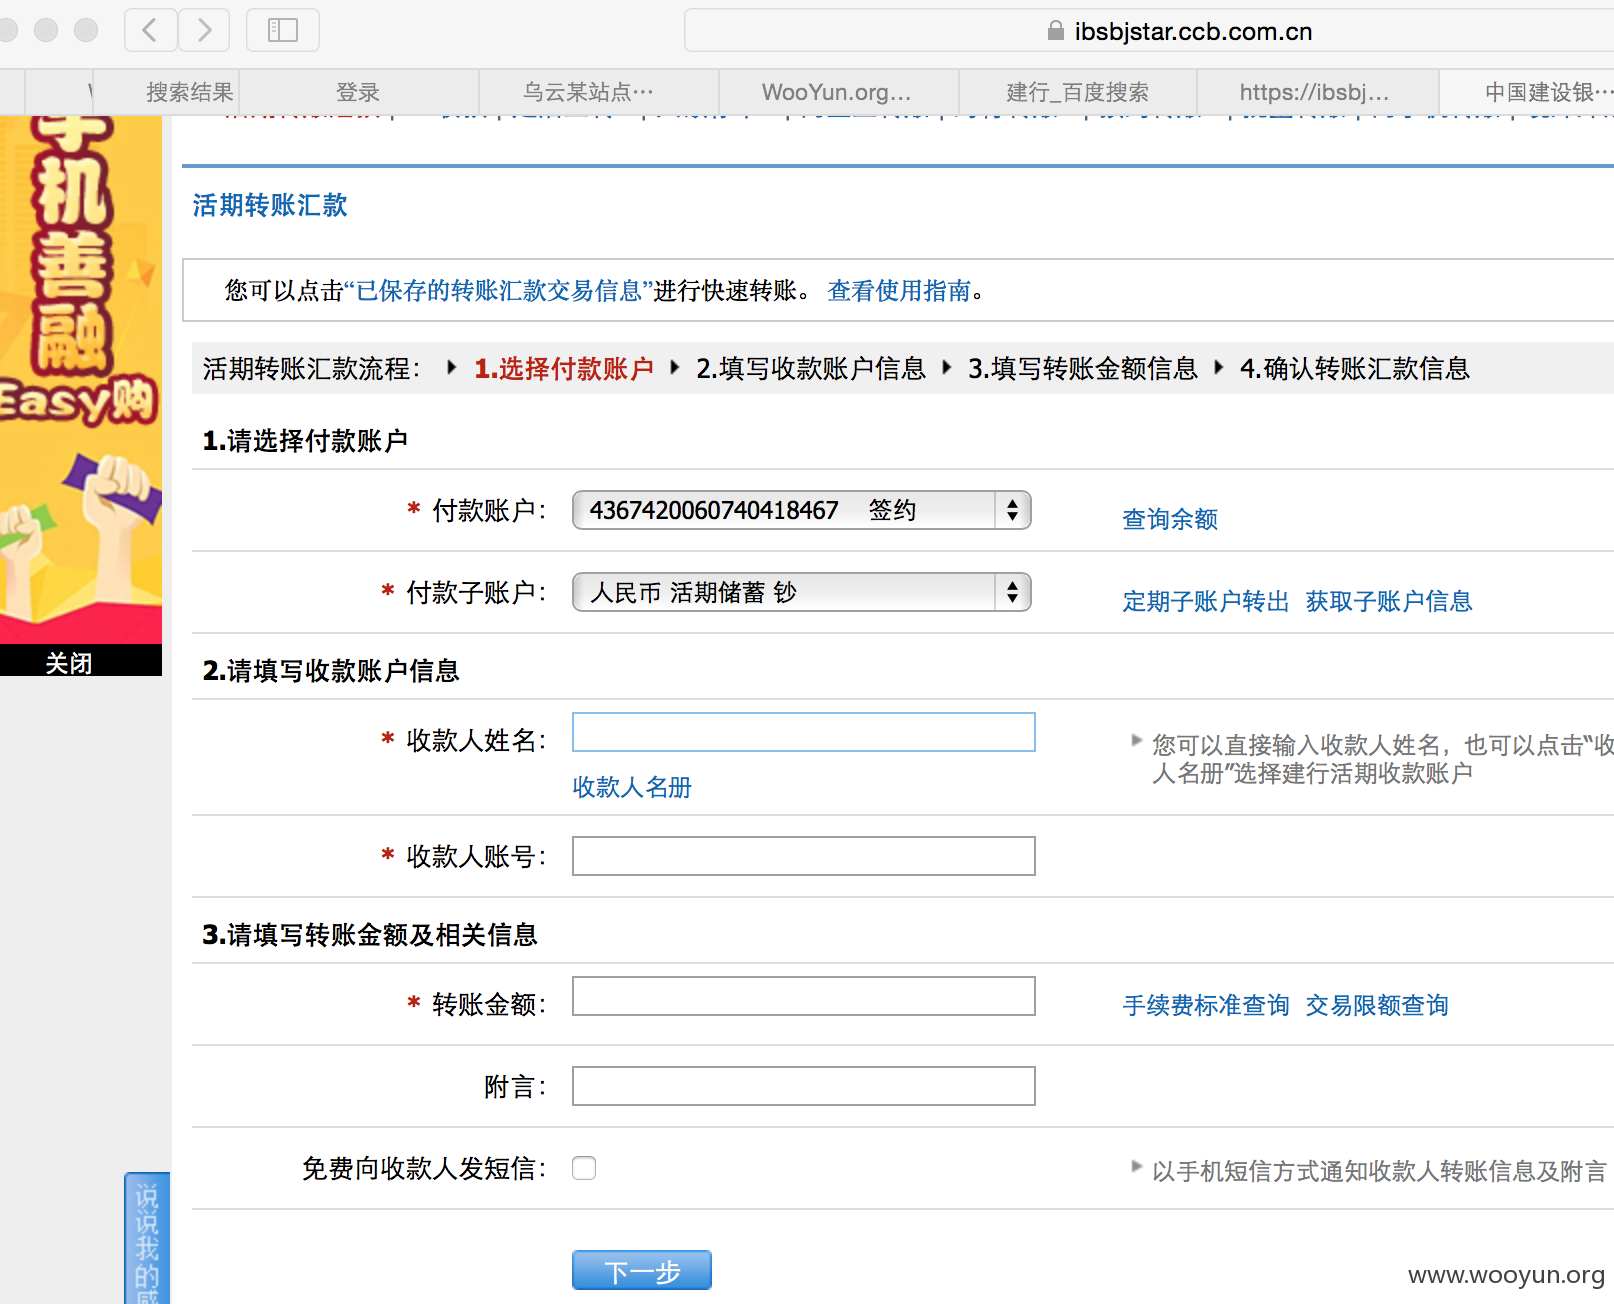 ibsbjstar.ccb.com.cn
搜索结果
登录
乌云某站点…
WooYun.org...
建行_百度搜索
https://ibsbj...
中国建设银…
手机善融
Easy购
关闭
活期转账汇款
您可以点击“已保存的转账汇款交易信息”进行快速转账。 查看使用指南。
活期转账汇款流程： 1.选择付款账户 2.填写收款账户信息 3.填写转账金额信息 4.确认转账汇款信息
1.请选择付款账户
* 付款账户： 4367420060740418467 签约 查询余额
* 付款子账户： 人民币 活期储蓄 钞 定期子账户转出 获取子账户信息
2.请填写收款账户信息
* 收款人姓名： 您可以直接输入收款人姓名，也可以点击“收
人名册”选择建行活期收款账户
收款人名册
* 收款人账号：
3.请填写转账金额及相关信息
* 转账金额： 手续费标准查询 交易限额查询
附言：
免费向收款人发短信： 以手机短信方式通知收款人转账信息及附言
说说我的感
下一步
www.wooyun.org